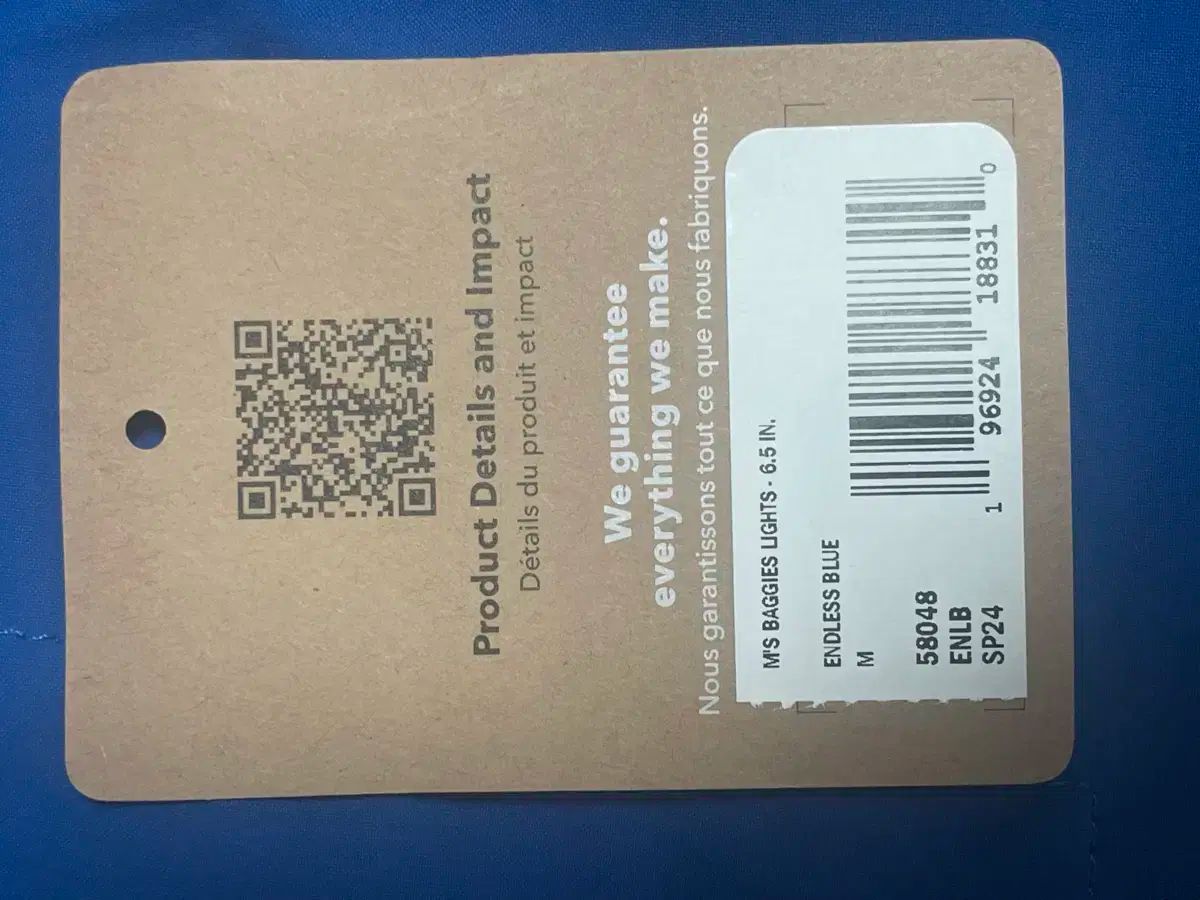 Product Details and Impact
Détails du produit et impact
We guarantee
everything we make.
Nous garantissons tout ce que nous fabriquons.
M'S BAGGIES LIGHTS - 6.5 IN.
ENDLESS BLUE
M
58048
ENLB
SP24
1 96924 18831 0